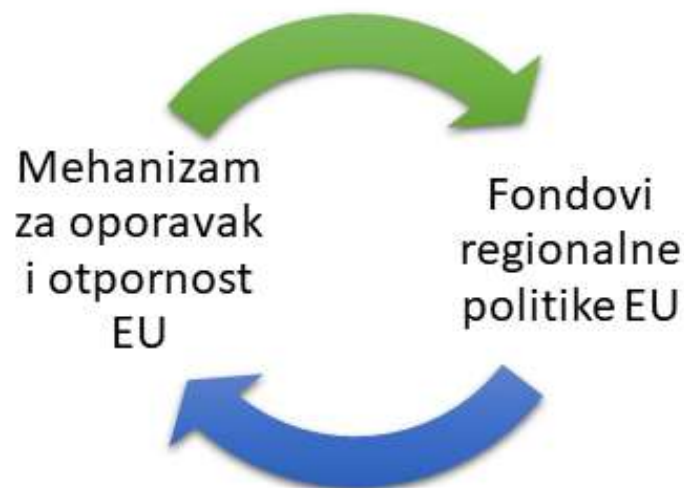 Mehanizam
za oporavak
i otpornost
EU
Fondovi
regionalne
politike EU